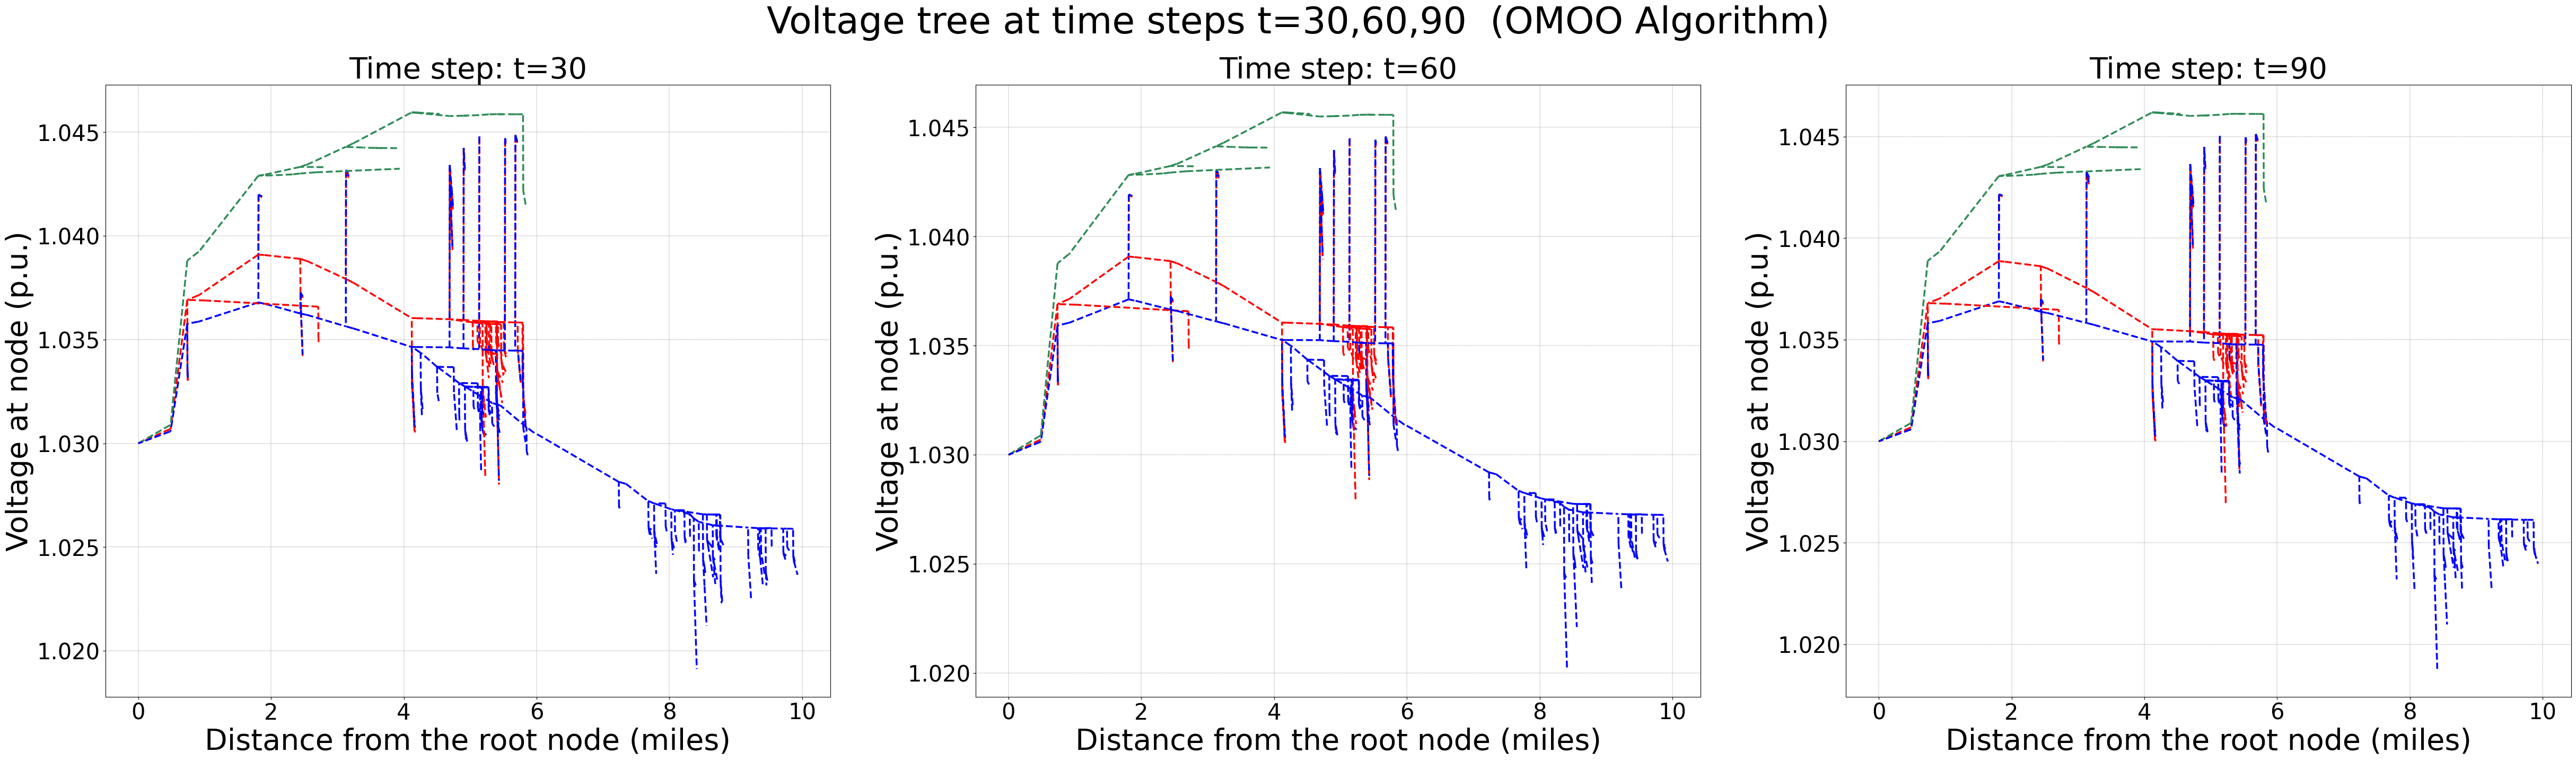 Voltage tree at time steps t=30,60,90  (OMOO Algorithm)
Time step: t=30
Time step: t=60
Time step: t=90
Voltage at node (p.u.)
1.045
1.040
1.035
1.030
1.025
1.020
0 2 4 6 8 10
Distance from the root node (miles)
Voltage at node (p.u.)
1.045
1.040
1.035
1.030
1.025
1.020
0 2 4 6 8 10
Distance from the root node (miles)
Voltage at node (p.u.)
1.045
1.040
1.035
1.030
1.025
1.020
0 2 4 6 8 10
Distance from the root node (miles)